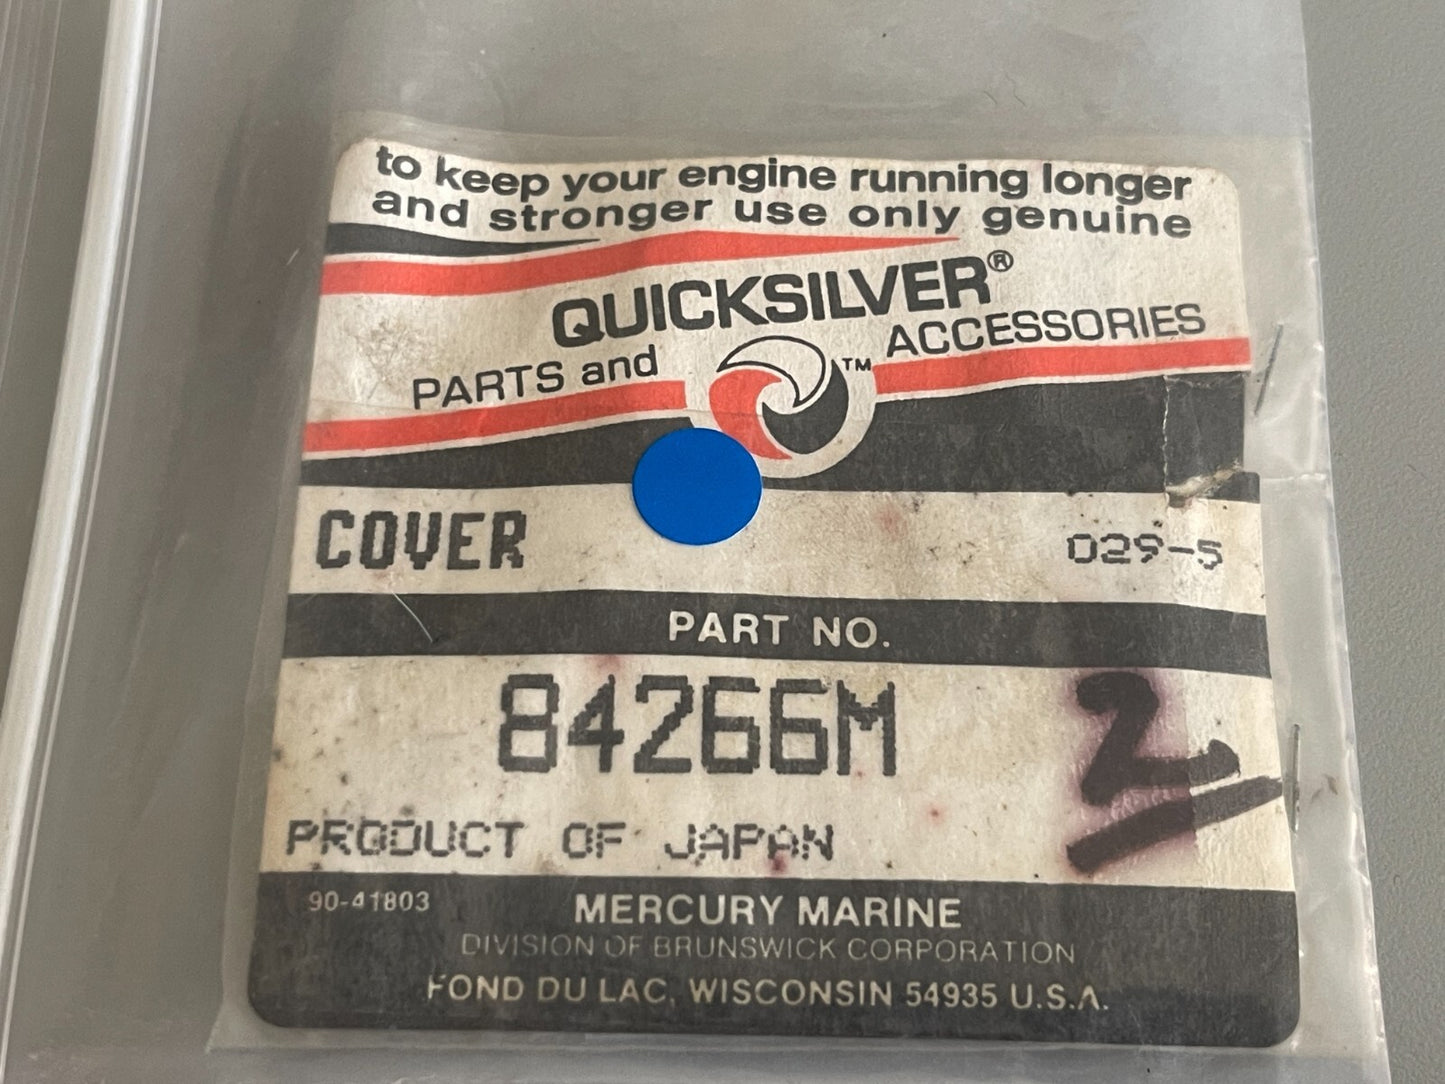 to keep your engine running longer
and stronger use only genuine
QUICKSILVER®
PARTS and ACCESSORIES
™
COVER 029-5
PART NO.
84266M
2
PRODUCT OF JAPAN
90-41803 MERCURY MARINE
DIVISION OF BRUNSWICK CORPORATION
FOND DU LAC, WISCONSIN 54935 U.S.A.